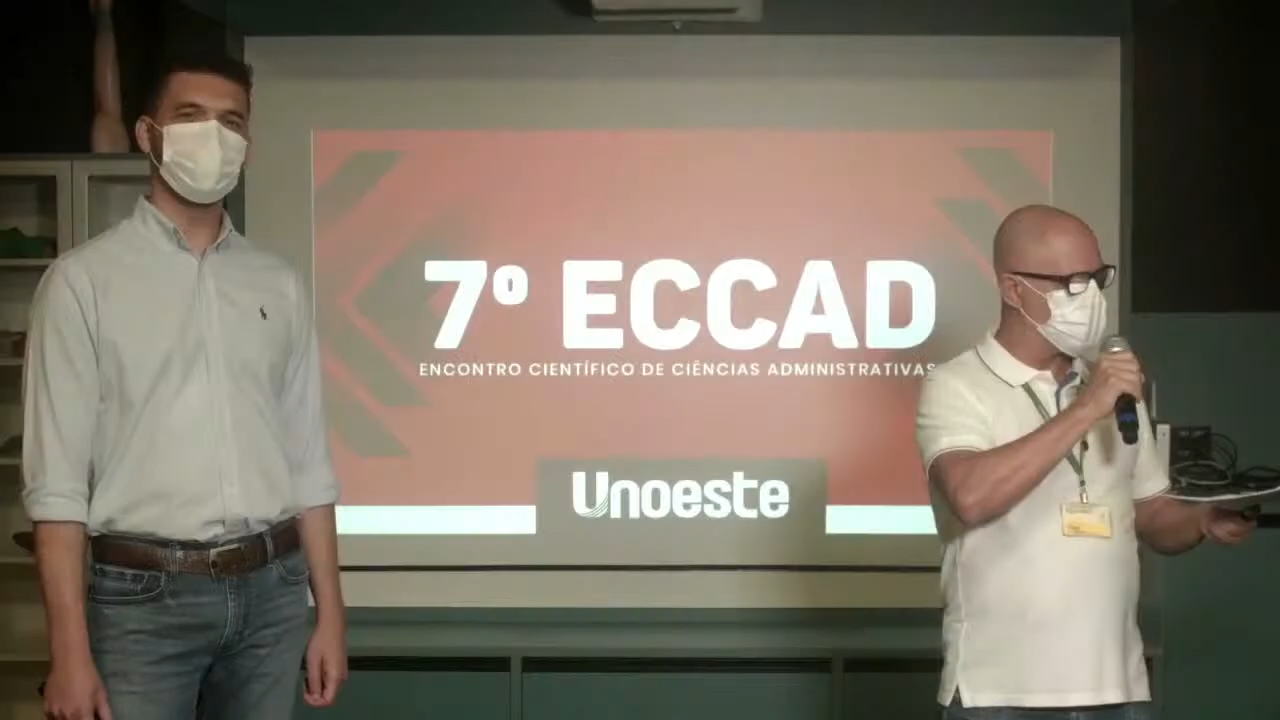 7º ECCAD
ENCONTRO CIENTÍFICO DE CIÊNCIAS ADMINISTRATIVAS
Unoeste